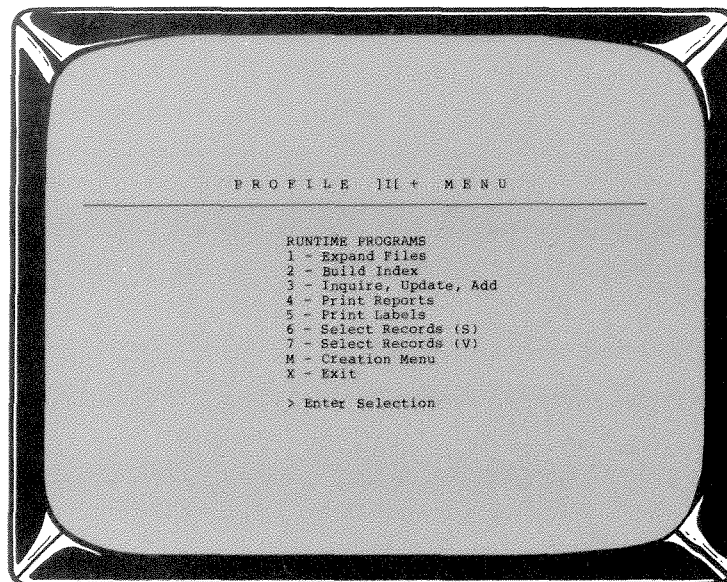 P R O F I L E ]I[ + M E N U
RUNTIME PROGRAMS
1 - Expand Files
2 - Build Index
3 - Inquire, Update, Add
4 - Print Reports
5 - Print Labels
6 - Select Records (S)
7 - Select Records (V)
M - Creation Menu
X - Exit
> Enter Selection